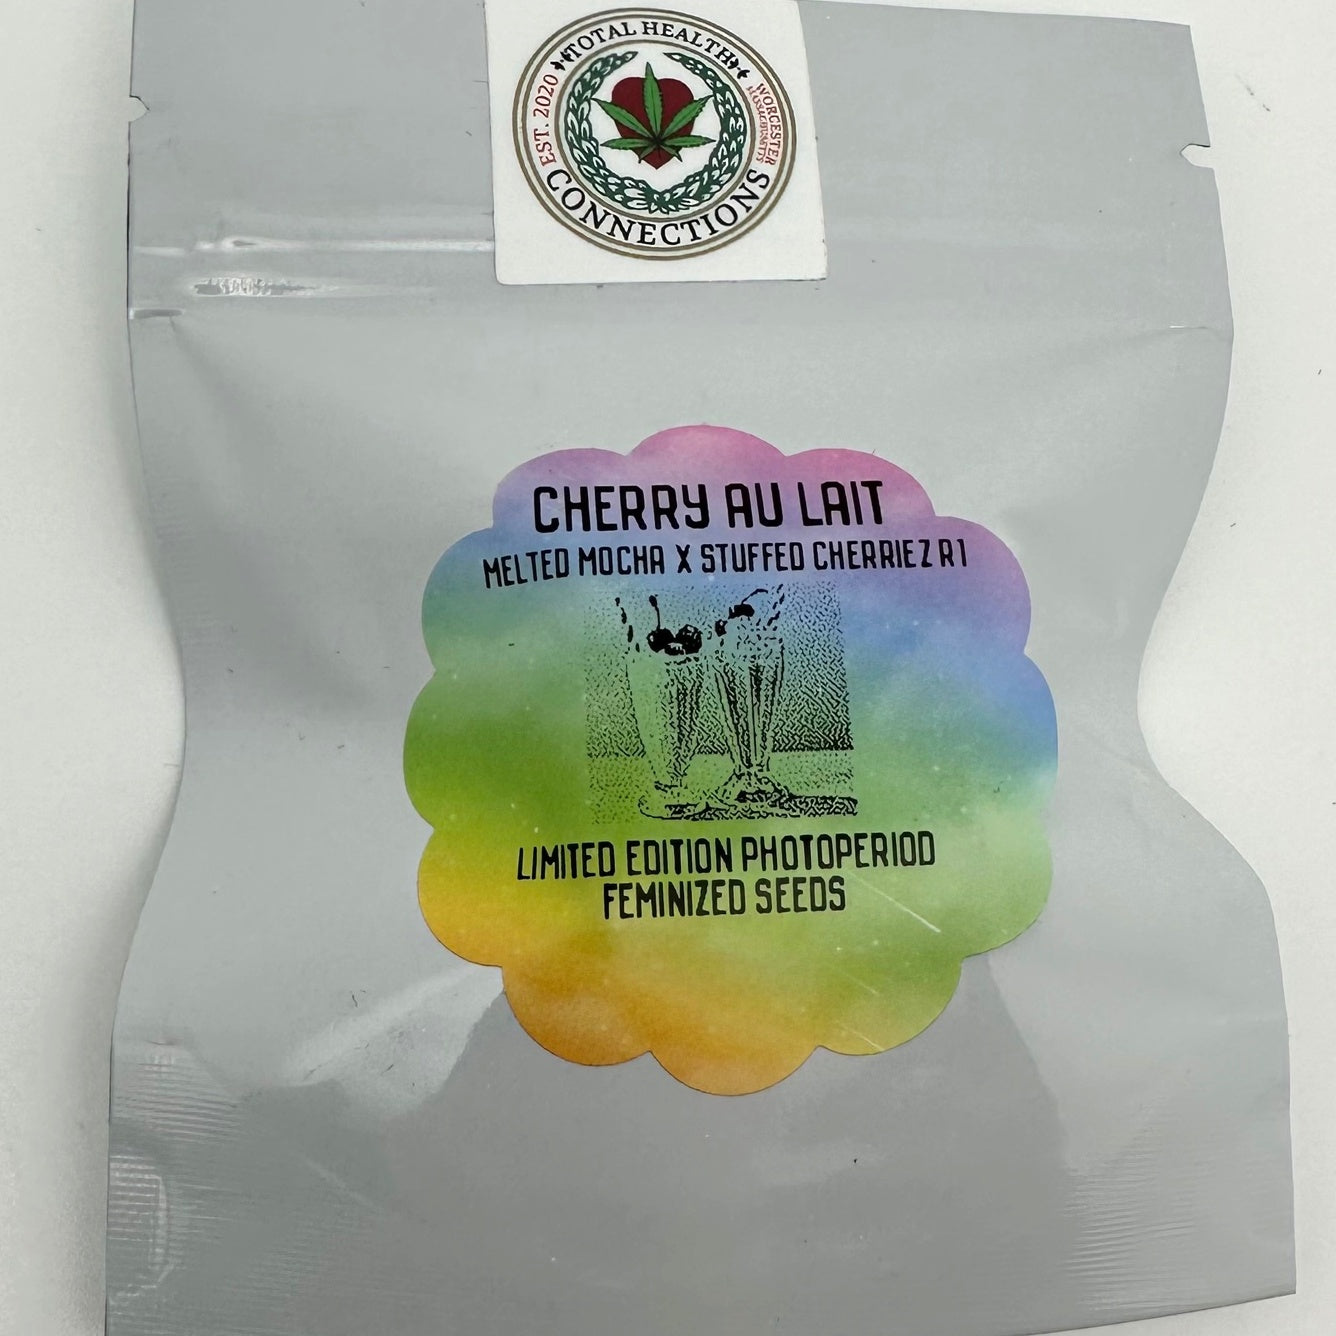 TOTAL HEALTH
EST. 2020
WORCESTER
MASSACHUSETTS
CONNECTIONS
CHERRY AU LAIT
MELTED MOCHA X STUFFED CHERRIEZ R1
LIMITED EDITION PHOTOPERIOD
FEMINIZED SEEDS